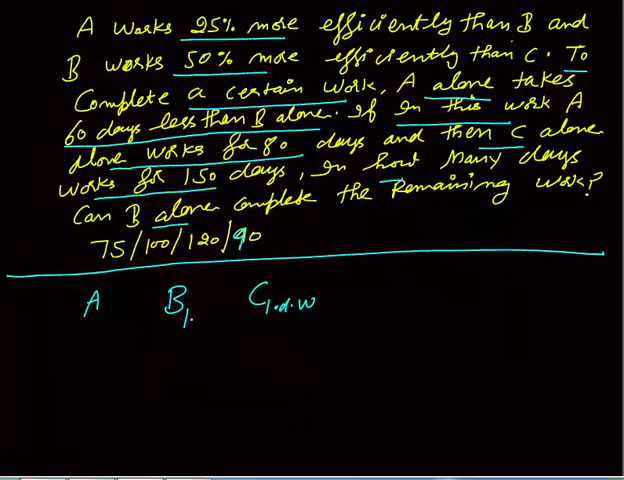 A works 25% more efficiently than B and
B works 50% more efficiently than C. To
Complete a certain work, A alone takes
60 days less than B alone. If In this work A
alone works for 80 days and then C alone
works for 150 days, In how Many days
Can B alone complete the Remaining work?
75/100/120/90
A B1. C1.d.w